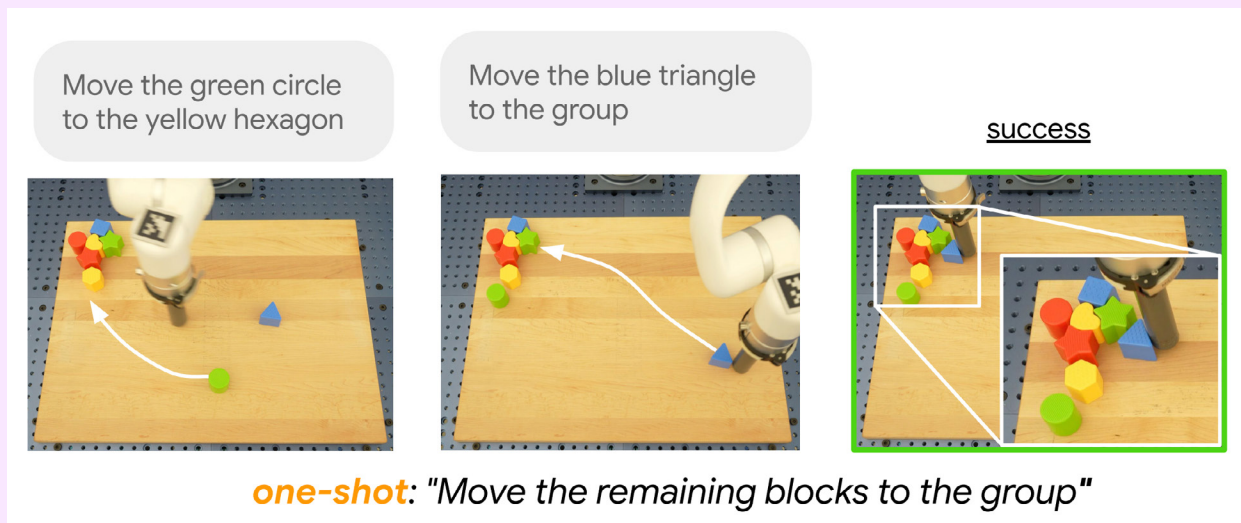 Move the green circle
to the yellow hexagon
Move the blue triangle
to the group
success
one-shot: "Move the remaining blocks to the group"